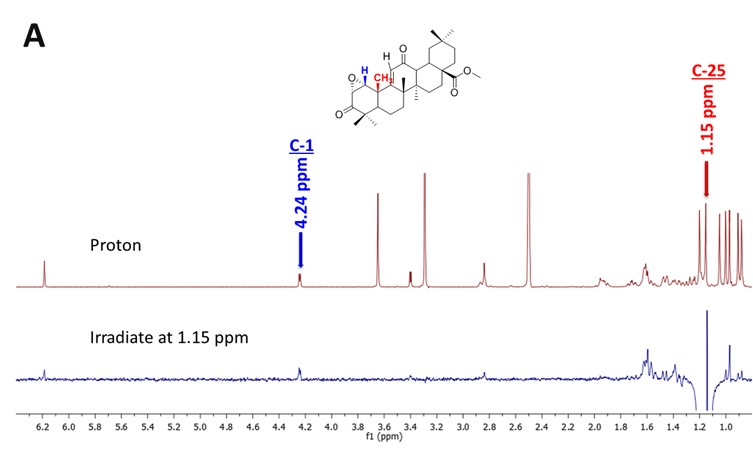 A
H
O
H
H
CH₃
O
O
O
O
C-25
1.15 ppm
C-1
4.24 ppm
Proton
Irradiate at 1.15 ppm
6.2 6.0 5.8 5.6 5.4 5.2 5.0 4.8 4.6 4.4 4.2 4.0 3.8 3.6 3.4 3.2 3.0 2.8 2.6 2.4 2.2 2.0 1.8 1.6 1.4 1.2 1.0
f1 (ppm)